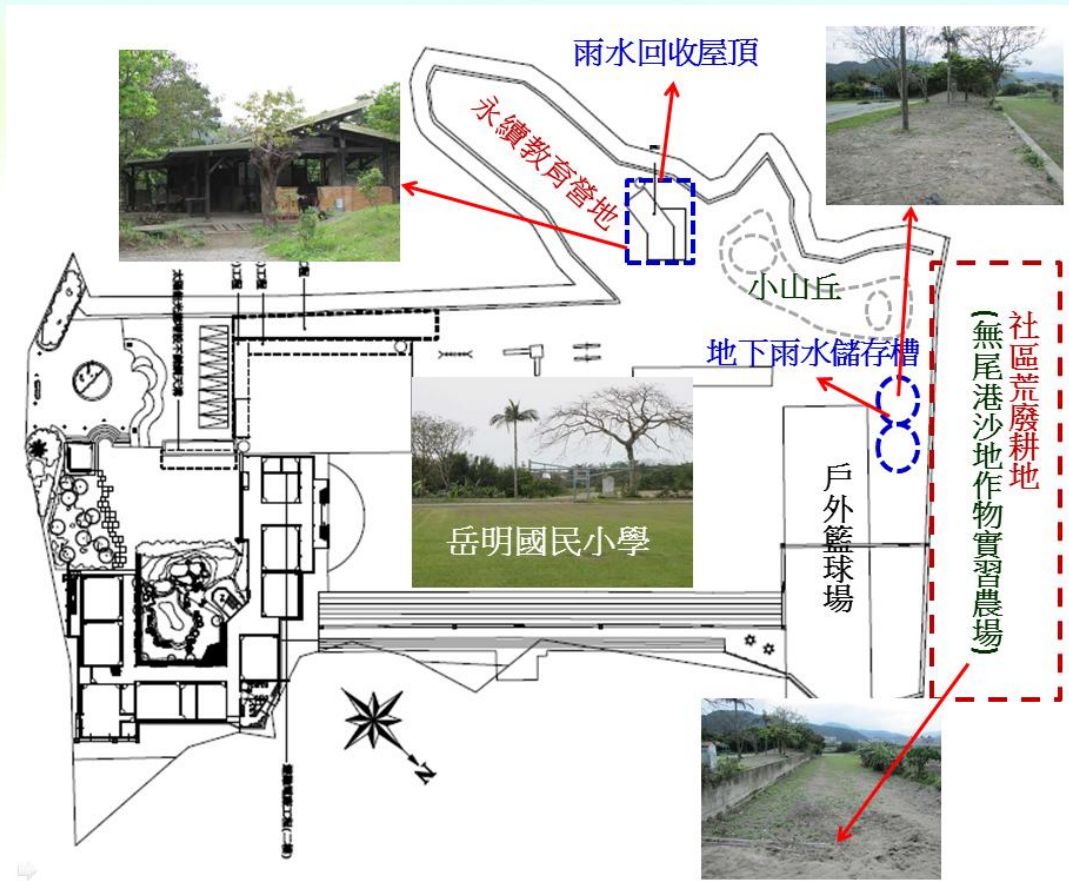 雨水回收屋頂
永續教育營地
小山丘
地下雨水儲存槽
社區荒廢耕地
(無尾港沙地作物實習農場)
岳明國民小學
戶外籃球場
N